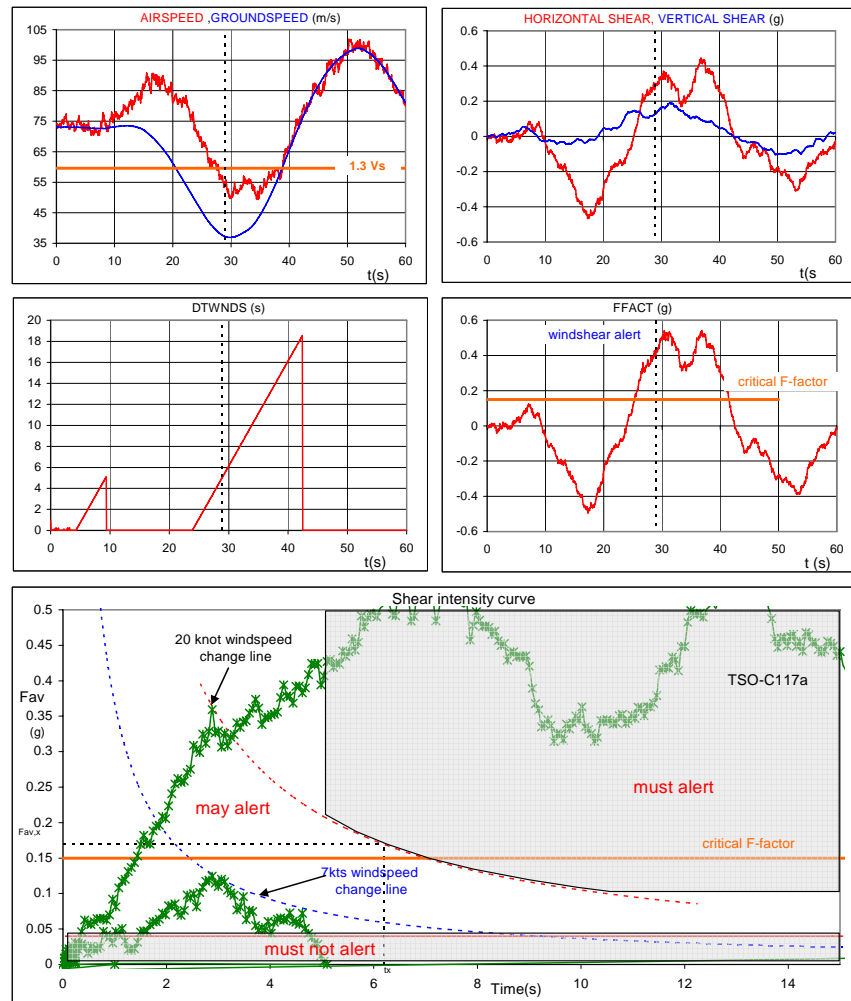 AIRSPEED ,GROUNDSPEED (m/s)
105
95
85
75
65
55
45
35
1.3 Vs
0 10 20 30 40 50 60
t(s)
HORIZONTAL SHEAR, VERTICAL SHEAR (g)
0.6
0.4
0.2
0
-0.2
-0.4
-0.6
0 10 20 30 40 50 60
t(s)
DTWNDS (s)
20
18
16
14
12
10
8
6
4
2
0
0 10 20 30 40 50 60
t(s)
FFACT (g)
0.6
windshear alert
0.4
critical F-factor
0.2
0
-0.2
-0.4
-0.6
0 10 20 30 40 50 60
t (s)
Shear intensity curve
0.5
0.45
20 knot windspeed
change line
0.4
TSO-C117a
Fav
0.35
(g)
0.3
0.25
may alert
must alert
0.2
Fav,x
critical F-factor
0.15
7kts windspeed
change line
0.1
0.05
must not alert
0
0 2 4 6 8 10 12 14
tx
Time(s)